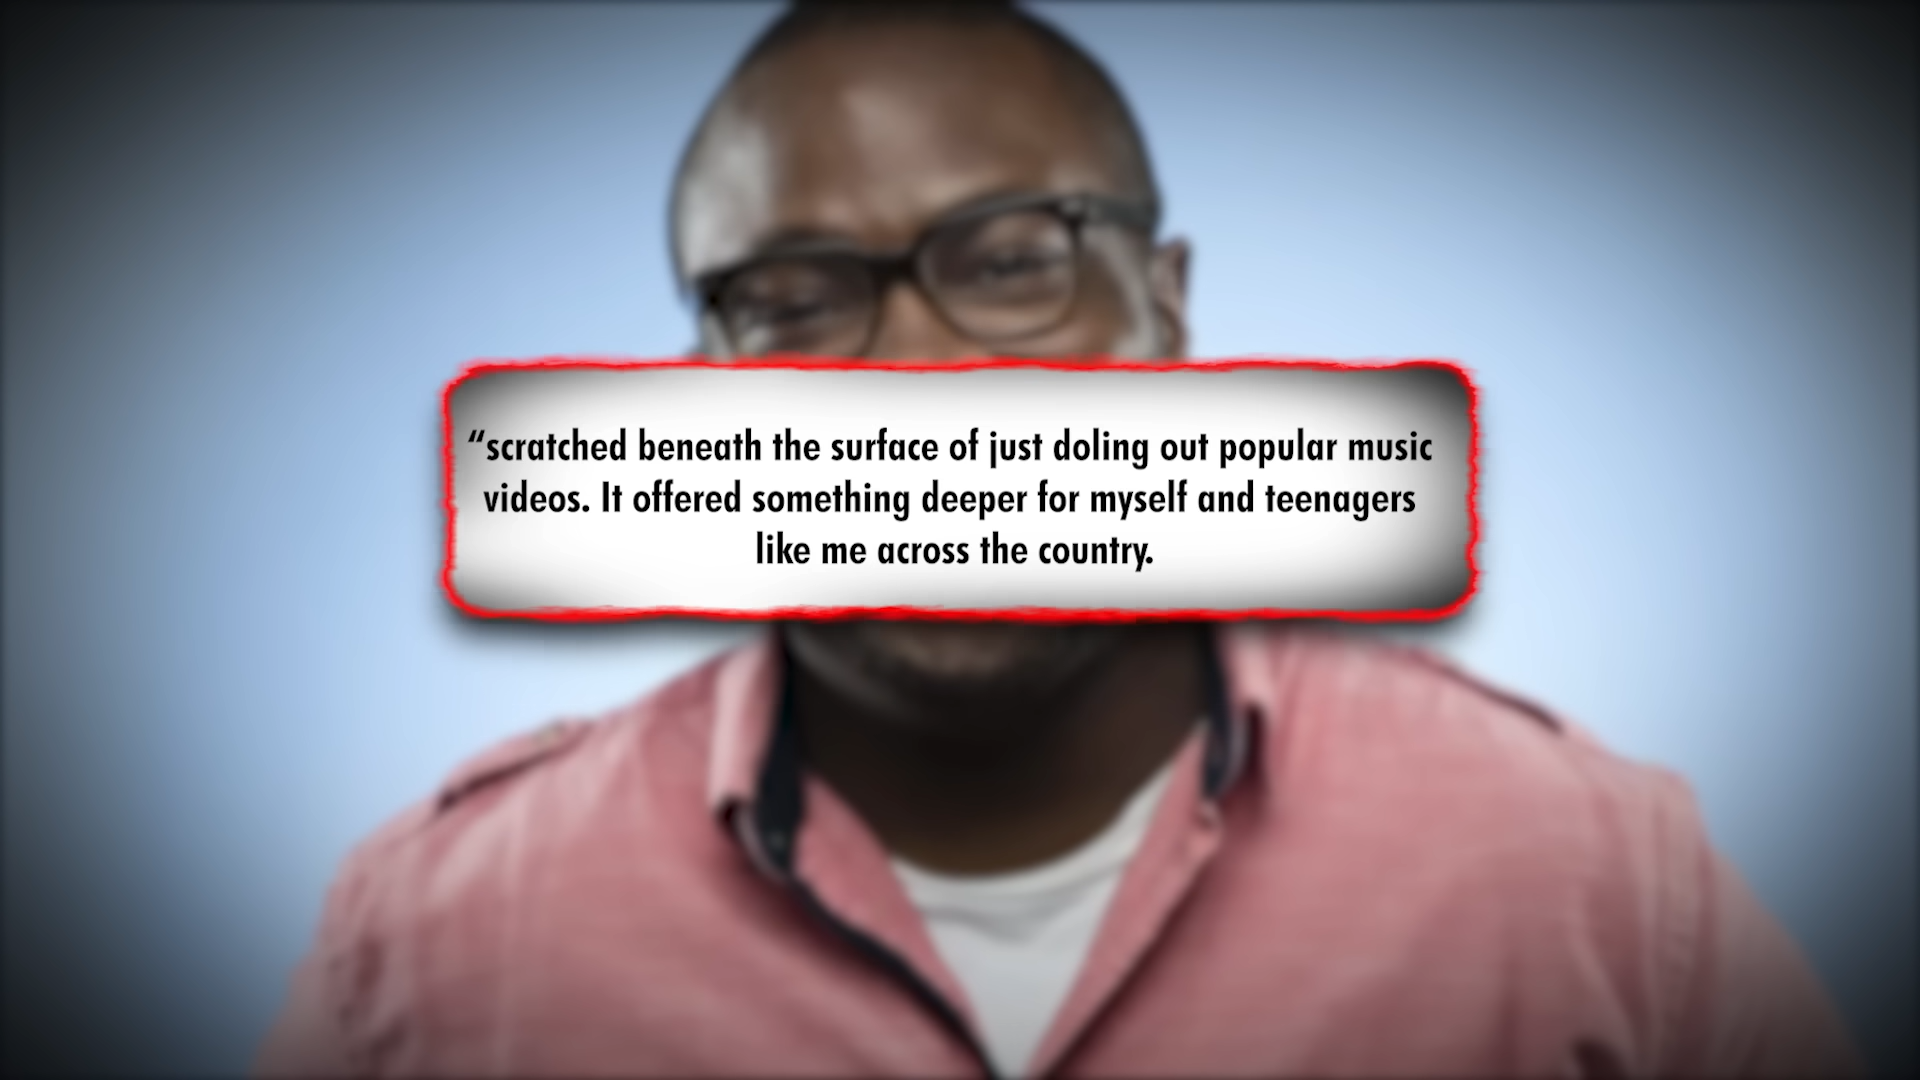 “scratched beneath the surface of just doling out popular music
videos. It offered something deeper for myself and teenagers
like me across the country.